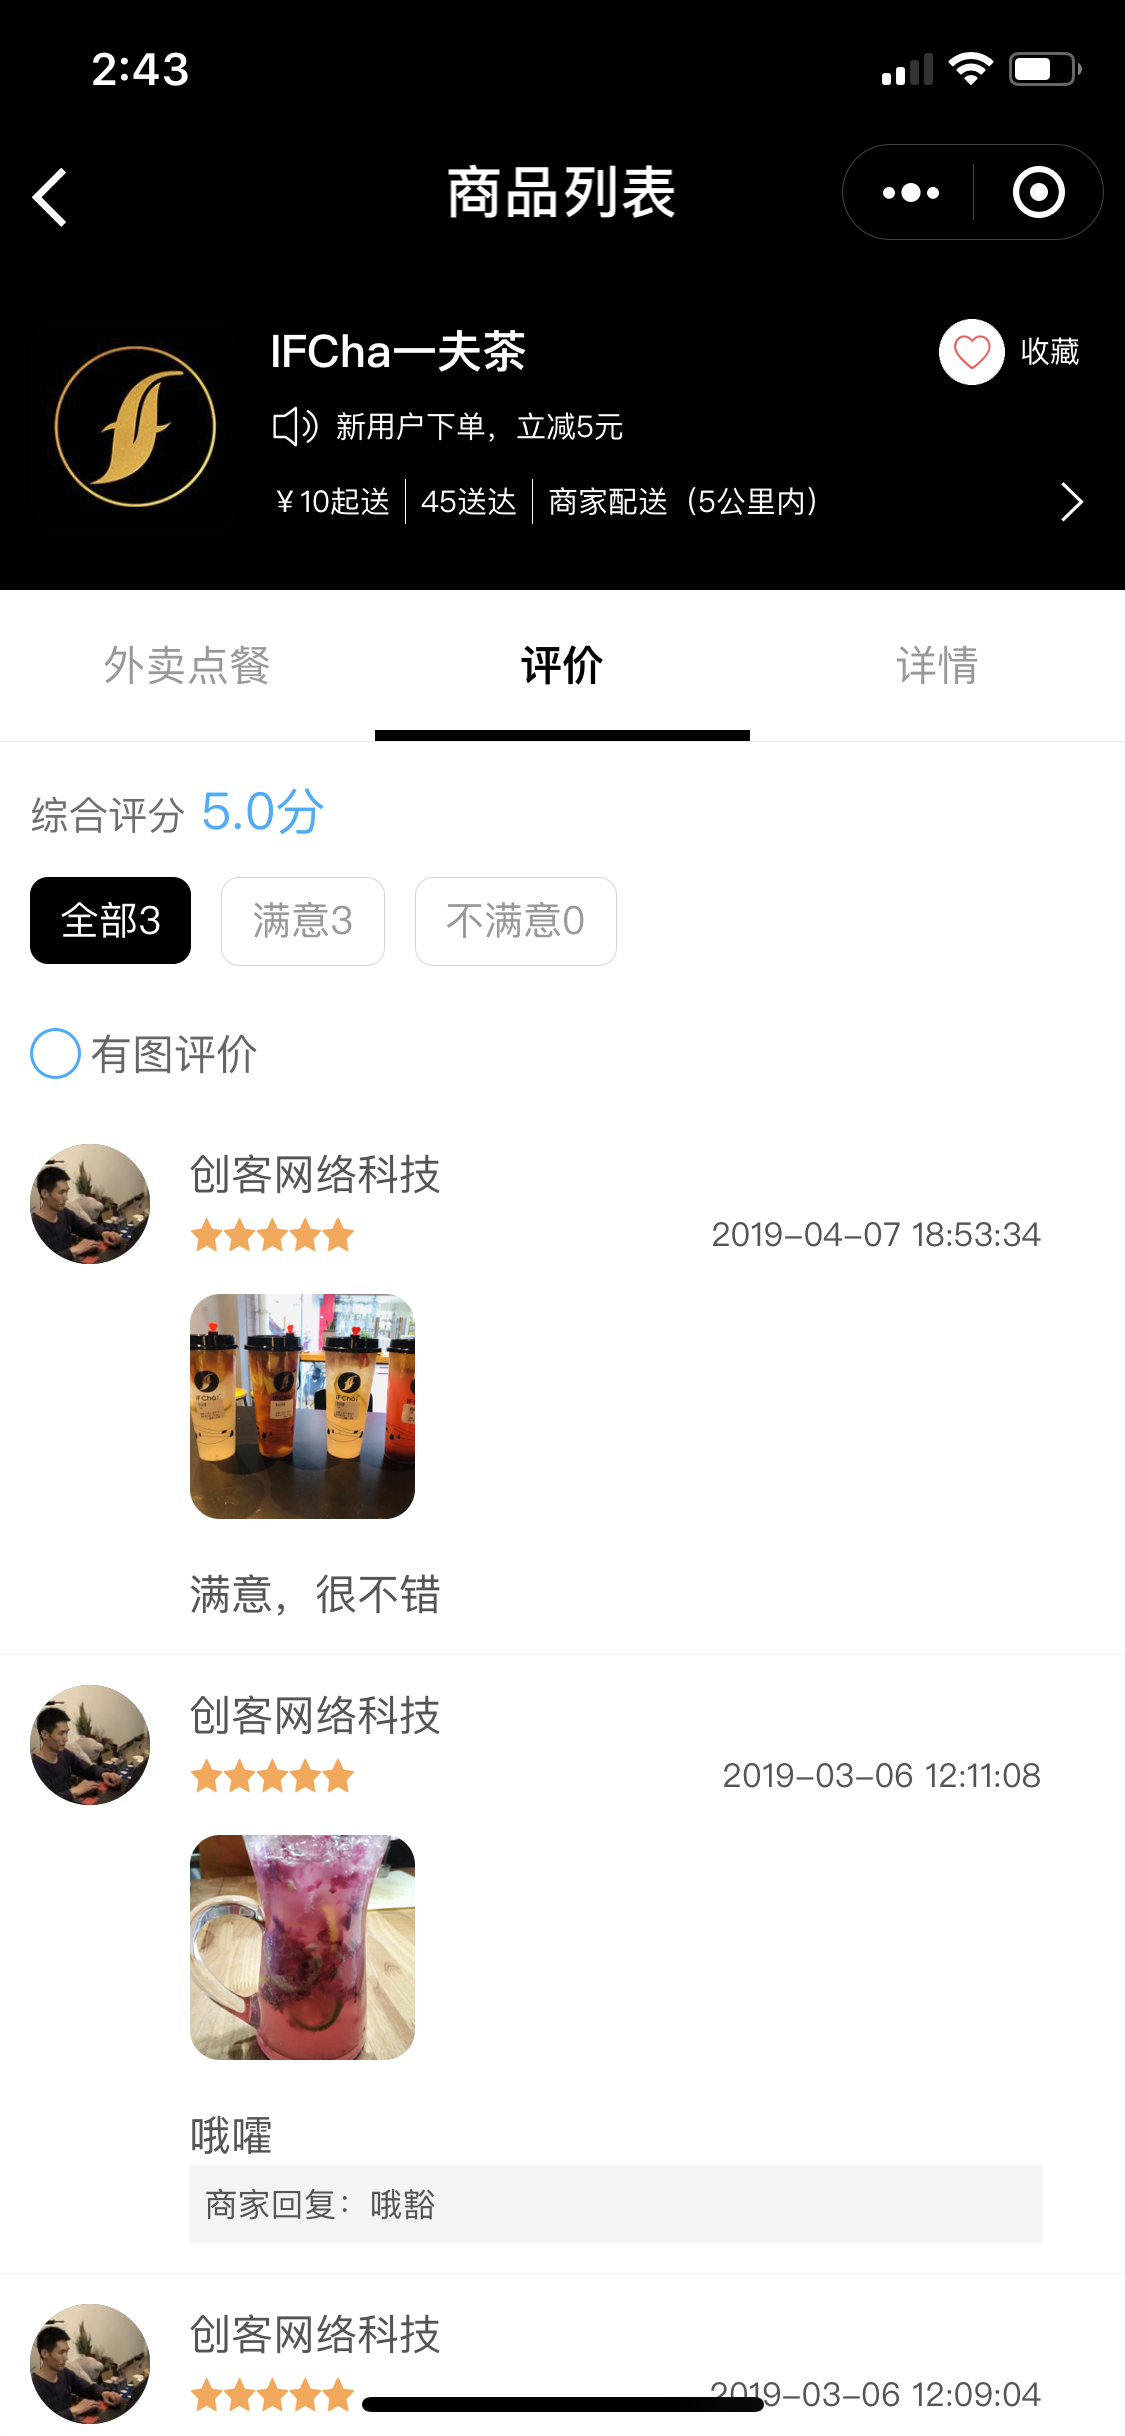 2:43
商品列表
IFCha一夫茶
收藏
新用户下单，立减5元
￥10起送 45送达 商家配送（5公里内）
外卖点餐 评价 详情
综合评分 5.0分
全部3 满意3 不满意0
有图评价
创客网络科技
2019-04-07 18:53:34
IFCha
IFCha
满意，很不错
创客网络科技
2019-03-06 12:11:08
哦嚯
商家回复：哦豁
创客网络科技
2019-03-06 12:09:04